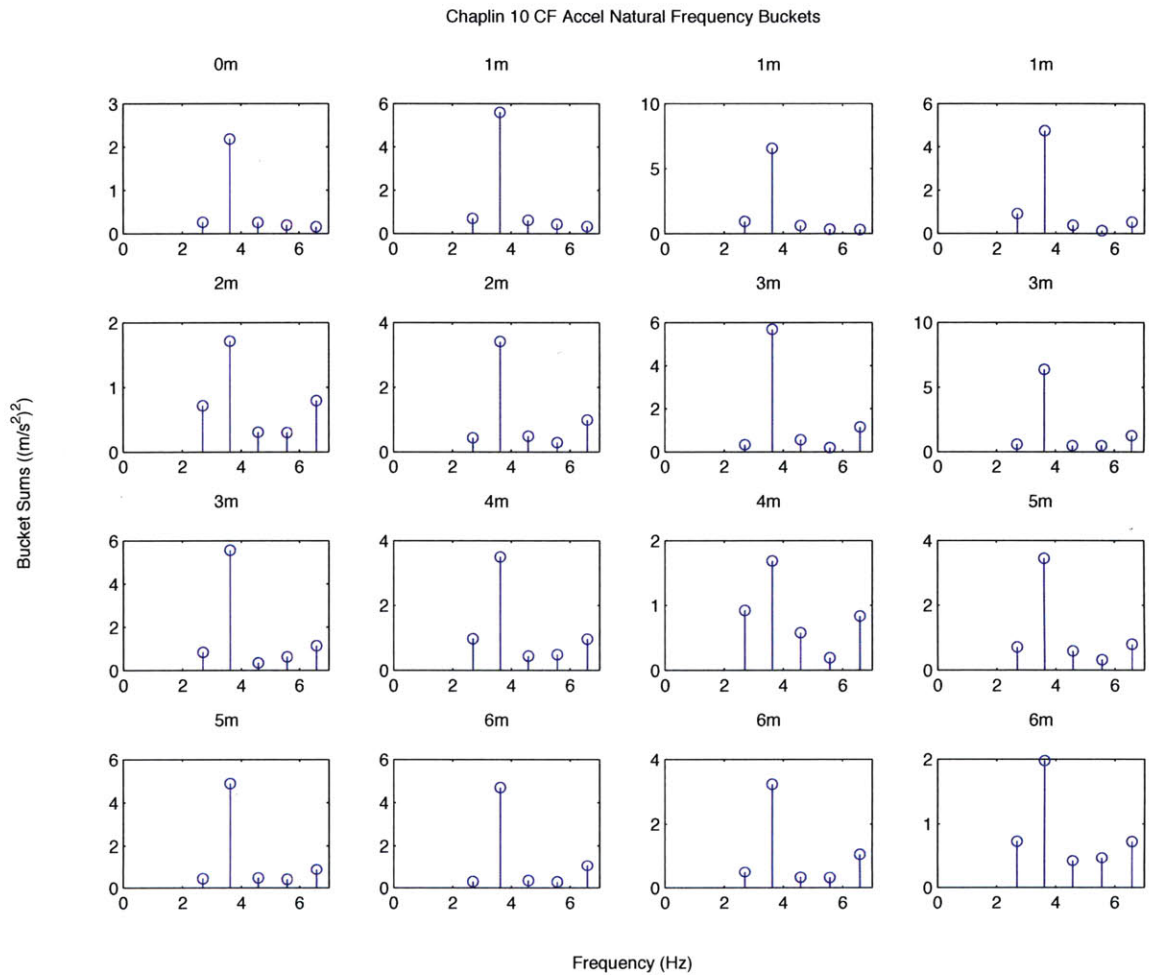 Chaplin 10 CF Accel Natural Frequency Buckets
0m 1m 1m 1m
3 6 10 6
2 4 5 4
1 2 2
0 0 0 0
0 2 4 6 0 2 4 6 0 2 4 6 0 2 4 6
2m 2m 3m 3m
2 4 6 10
1 2 4 5
2
0 0 0 0
0 2 4 6 0 2 4 6 0 2 4 6 0 2 4 6
3m 4m 4m 5m
6 4 2 4
4 2 1 2
2
0 0 0 0
0 2 4 6 0 2 4 6 0 2 4 6 0 2 4 6
5m 6m 6m 6m
6 6 4 2
4 4 2 1
2 2
0 0 0 0
0 2 4 6 0 2 4 6 0 2 4 6 0 2 4 6
Bucket Sums ((m/s²)²)
Frequency (Hz)